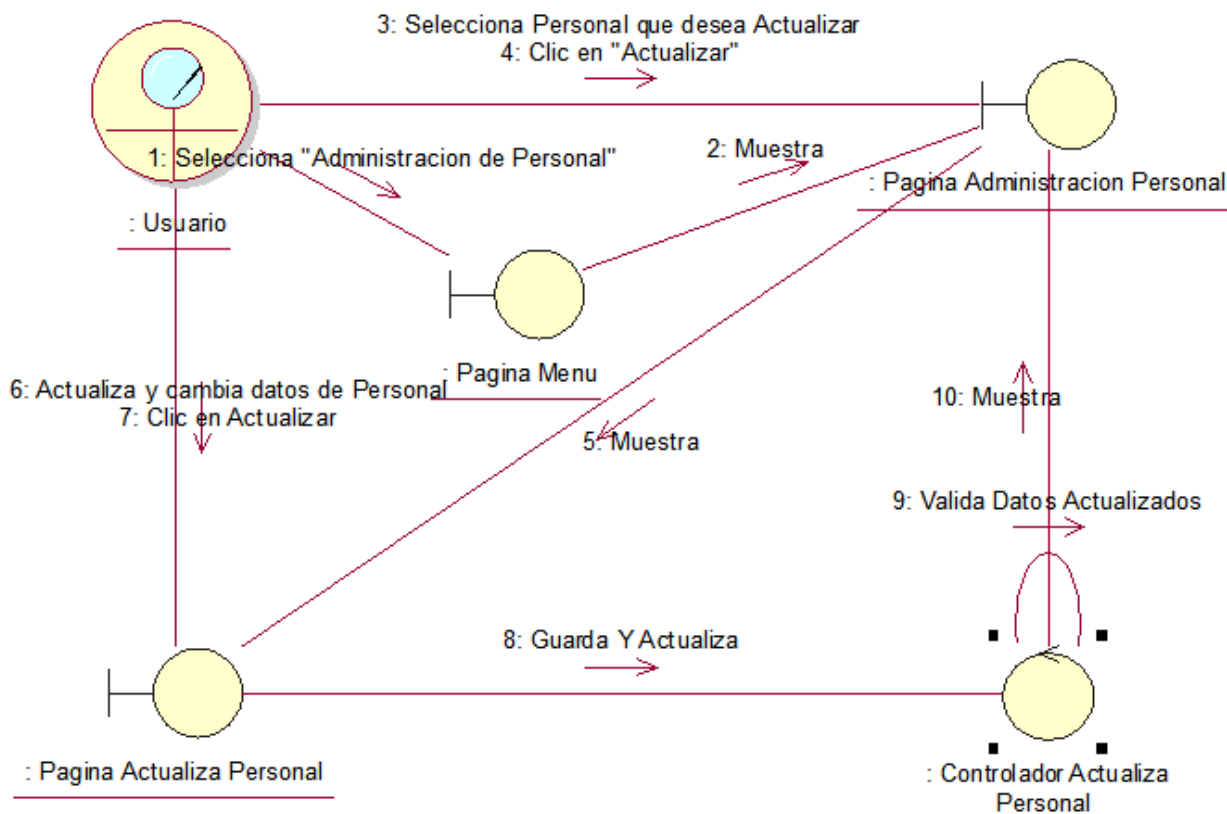 3: Selecciona Personal que desea Actualizar
4: Clic en "Actualizar"
1: Selecciona "Administracion de Personal"
2: Muestra
: Pagina Administracion Personal
: Usuario
: Pagina Menu
6: Actualiza y cambia datos de Personal
7: Clic en Actualizar
5: Muestra
10: Muestra
9: Valida Datos Actualizados
8: Guarda Y Actualiza
: Pagina Actualiza Personal
: Controlador Actualiza
Personal